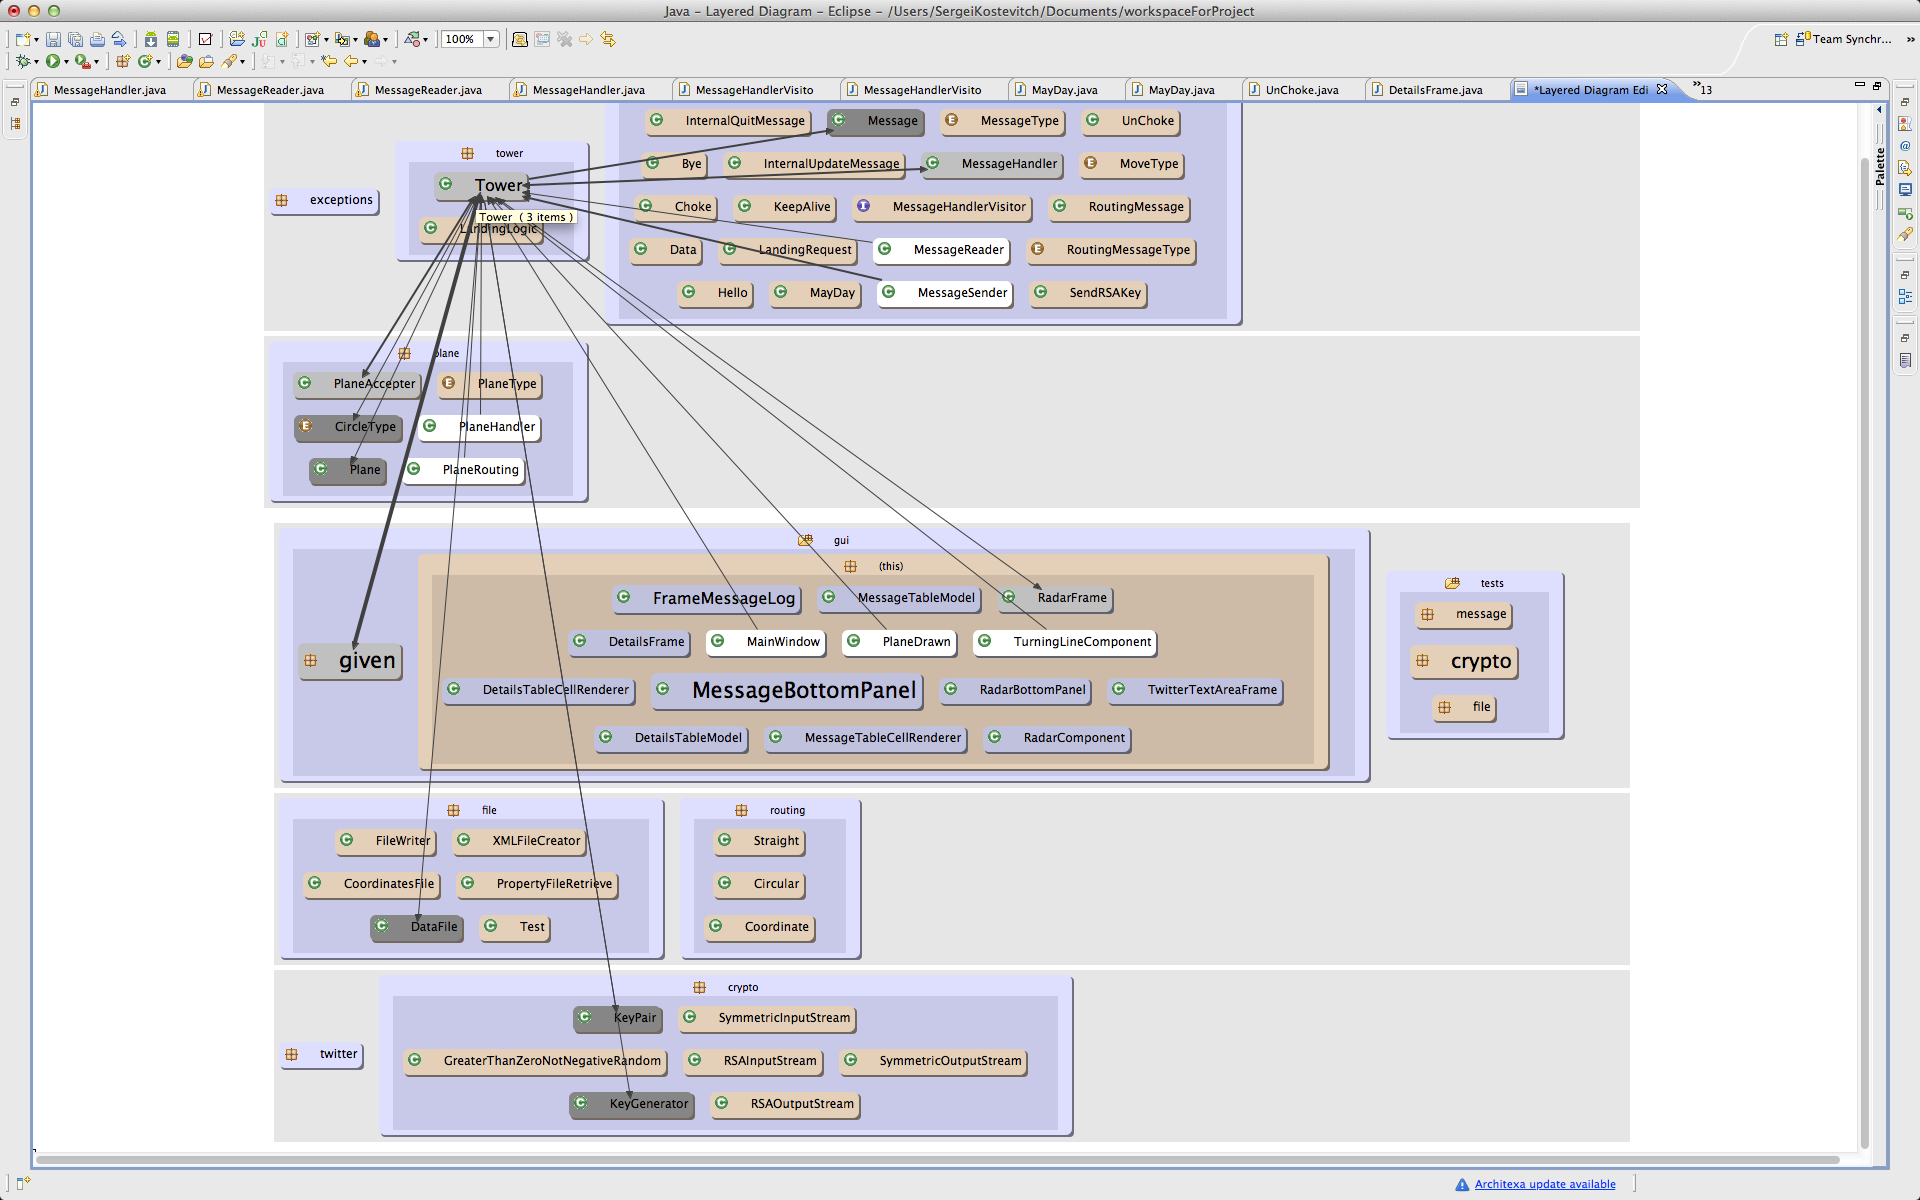 Java – Layered Diagram – Eclipse – /Users/SergeiKostevitch/Documents/workspaceForProject
100%
Team Synchr...
»
MessageHandler.java
MessageReader.java
MessageReader.java
MessageHandler.java
MessageHandlerVisito
MessageHandlerVisito
MayDay.java
MayDay.java
UnChoke.java
DetailsFrame.java
*Layered Diagram Edi
»13
Palette
InternalQuitMessage
Message
MessageType
UnChoke
tower
Bye
InternalUpdateMessage
MessageHandler
MoveType
Tower
exceptions
Tower ( 3 items )
LandingLogic
Choke
KeepAlive
MessageHandlerVisitor
RoutingMessage
Data
LandingRequest
MessageReader
RoutingMessageType
Hello
MayDay
MessageSender
SendRSAKey
plane
PlaneAccepter
PlaneType
CircleType
PlaneHandler
Plane
PlaneRouting
gui
(this)
FrameMessageLog
MessageTableModel
RadarFrame
DetailsFrame
MainWindow
PlaneDrawn
TurningLineComponent
given
DetailsTableCellRenderer
MessageBottomPanel
RadarBottomPanel
TwitterTextAreaFrame
DetailsTableModel
MessageTableCellRenderer
RadarComponent
tests
message
crypto
file
file
FileWriter
XMLFileCreator
CoordinatesFile
PropertyFileRetrieve
DataFile
Test
routing
Straight
Circular
Coordinate
twitter
crypto
KeyPair
SymmetricInputStream
GreaterThanZeroNotNegativeRandom
RSAInputStream
SymmetricOutputStream
KeyGenerator
RSAOutputStream
Architexa update available